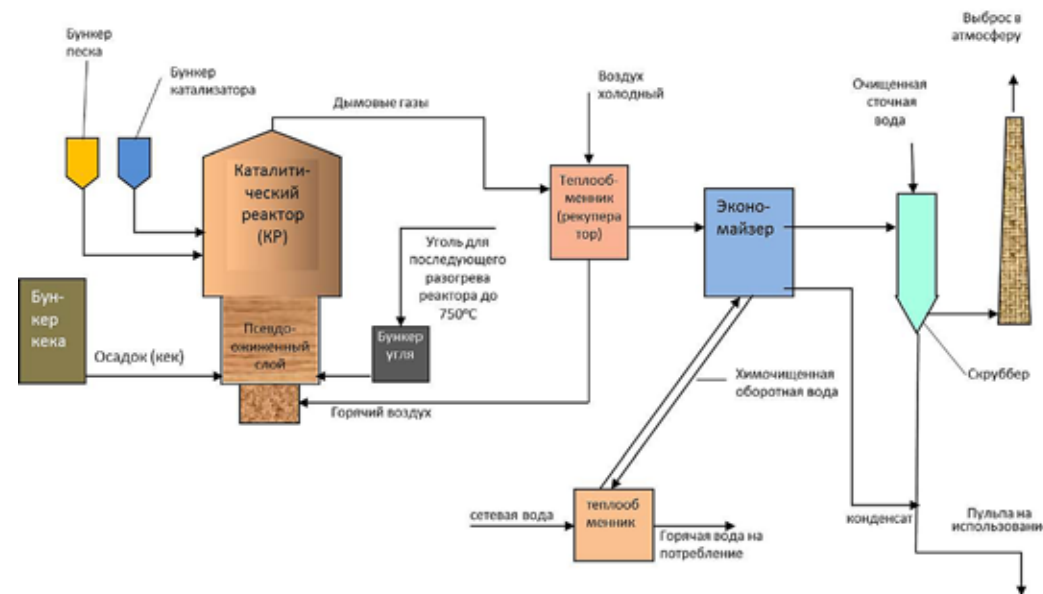 Бункер
песка
Бункер
катализатора
Дымовые газы
Воздух
холодный
Выброс в
атмосферу
Очищенная
сточная
вода
Каталити-
ческий
реактор
(КР)
Теплооб-
менник
(рекупера
тор)
Эконо-
майзер
Уголь для
последующего
разогрева
реактора до
750°С
Бун-
кер
кека
Осадок (кек)
Псевдо-
ожиженный
слой
Бункер
угля
Горячий воздух
Химочищенная
оборотная вода
Скруббер
сетевая вода
теплооб
менник
Горячая вода на
потребление
конденсат
Пульпа на
использовани